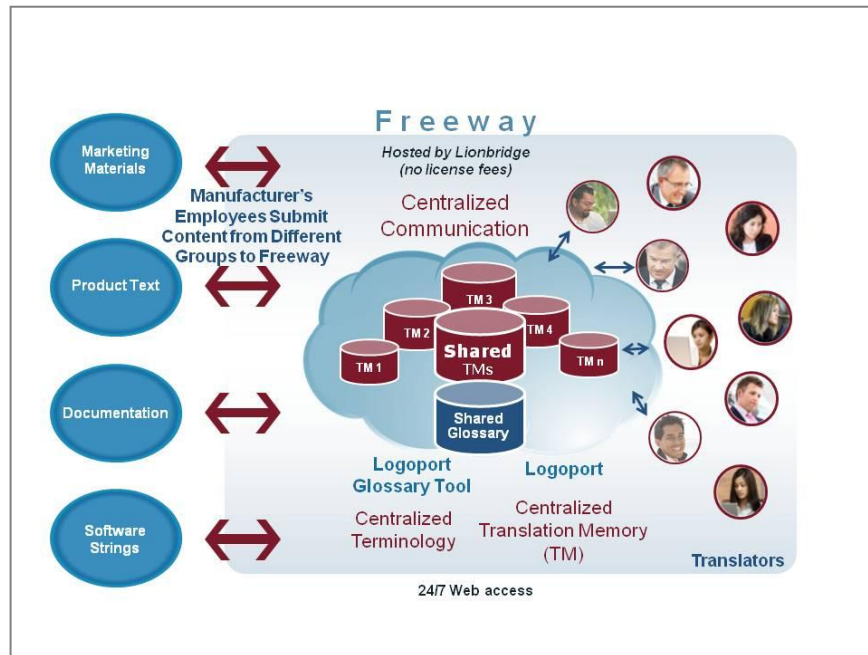 Freeway
Hosted by Lionbridge
(no license fees)
Centralized
Communication
Marketing
Materials
Manufacturer's
Employees Submit
Content from Different
Groups to Freeway
Product Text
Documentation
Software
Strings
TM 3
TM 2
TM 4
TM 1
Shared
TMs
TM n
Shared
Glossary
Logoport
Glossary Tool
Logoport
Centralized
Terminology
Centralized
Translation Memory
(TM)
Translators
24/7 Web access